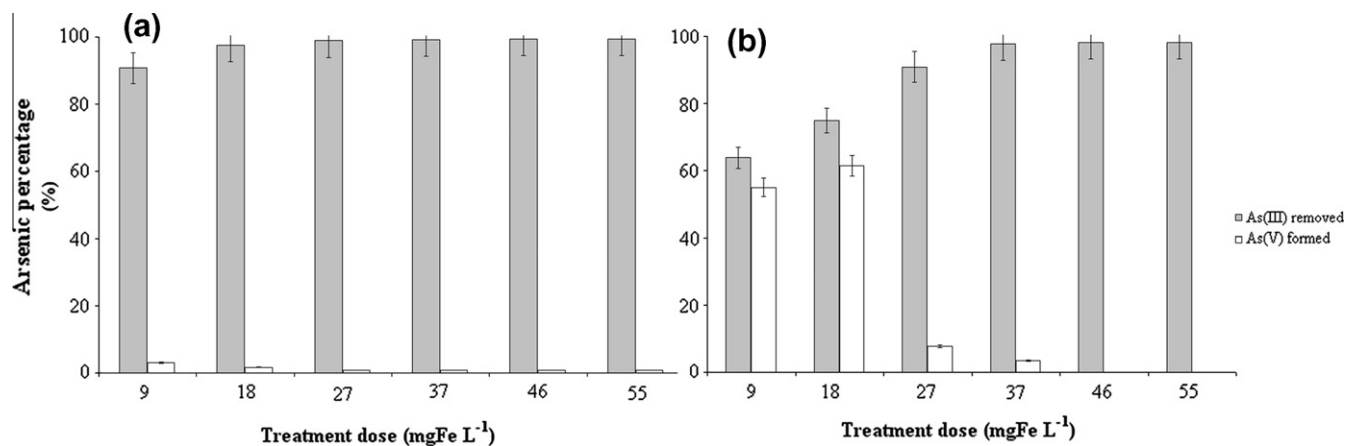 (a)
Arsenic percentage
(%)
100
80
60
40
20
0
9 18 27 37 46 55
Treatment dose (mgFe L⁻¹)
(b)
100
80
60
40
20
0
9 18 27 37 46 55
Treatment dose (mgFe L⁻¹)
As(III) removed
As(V) formed